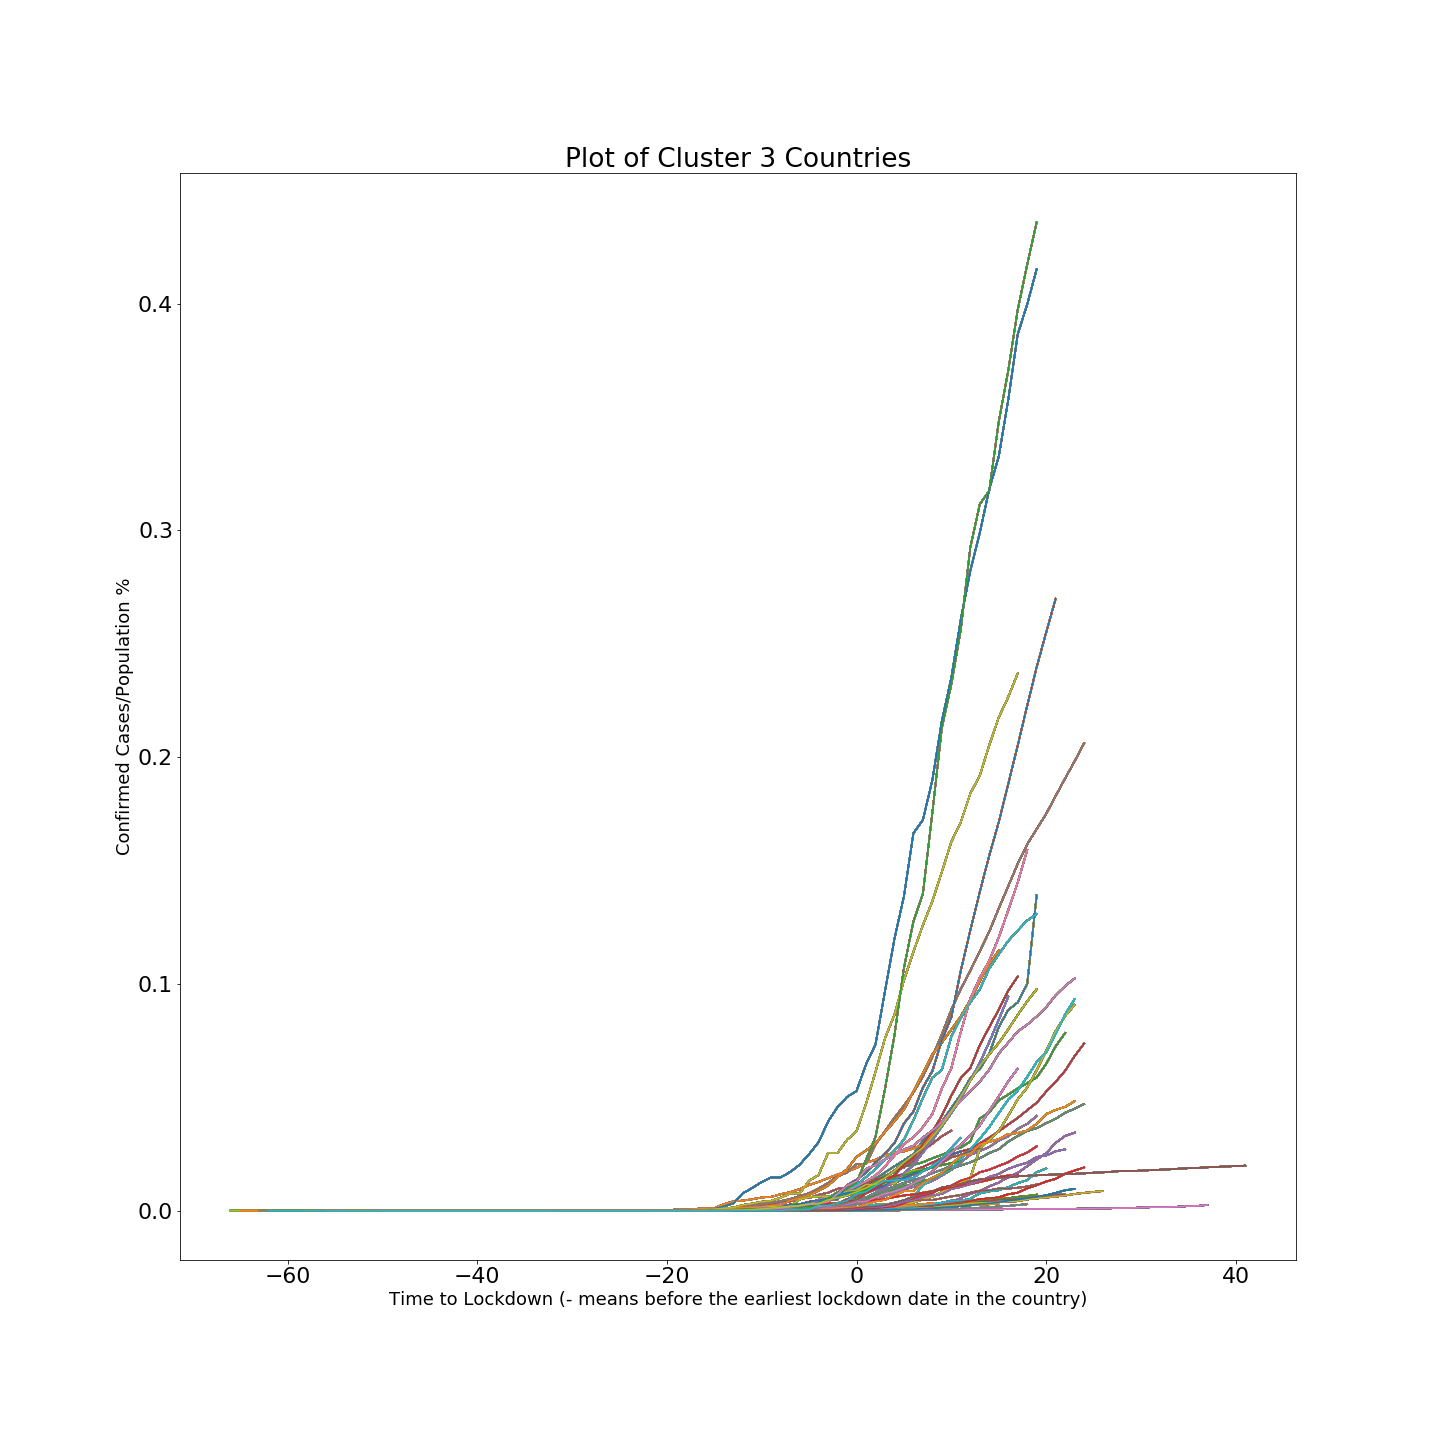 Plot of Cluster 3 Countries
Confirmed Cases/Population %
0.4
0.3
0.2
0.1
0.0
−60 −40 −20 0 20 40
Time to Lockdown (- means before the earliest lockdown date in the country)